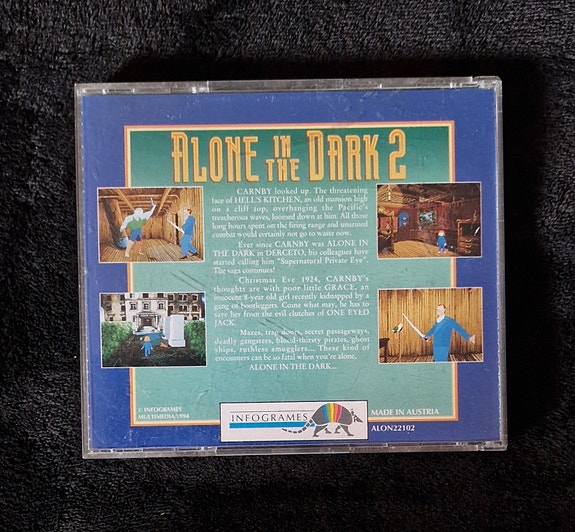 ALONE IN THE DARK 2
CARNBY looked up. The threatening
face of HELL'S KITCHEN, an old mansion high
on a cliff top, overhanging the Pacific's
treacherous waves, loomed down at him. All those
long hours spent on the firing range and unarmed
combat would certainly not go to waste now.
Ever since CARNBY was ALONE IN
THE DARK in DERCETO, his colleagues have
started calling him "Supernatural Private Eye".
The saga continues!
Christmas Eve 1924, CARNBY's
thoughts are with poor little GRACE, an
innocent 8-year old girl recently kidnapped by a
gang of bootleggers. Come what may, he has to
save her from the evil clutches of ONE EYED
JACK.
Mazes, trap doors, secret passageways,
deadly gangsters, blood-thirsty pirates, ghost
ships, ruthless smugglers... These kind of
encounters can be so fatal when you're alone,
ALONE IN THE DARK...
© INFOGRAMES
MULTIMEDIA/1994
INFOGRAMES
MADE IN AUSTRIA
ALON22102